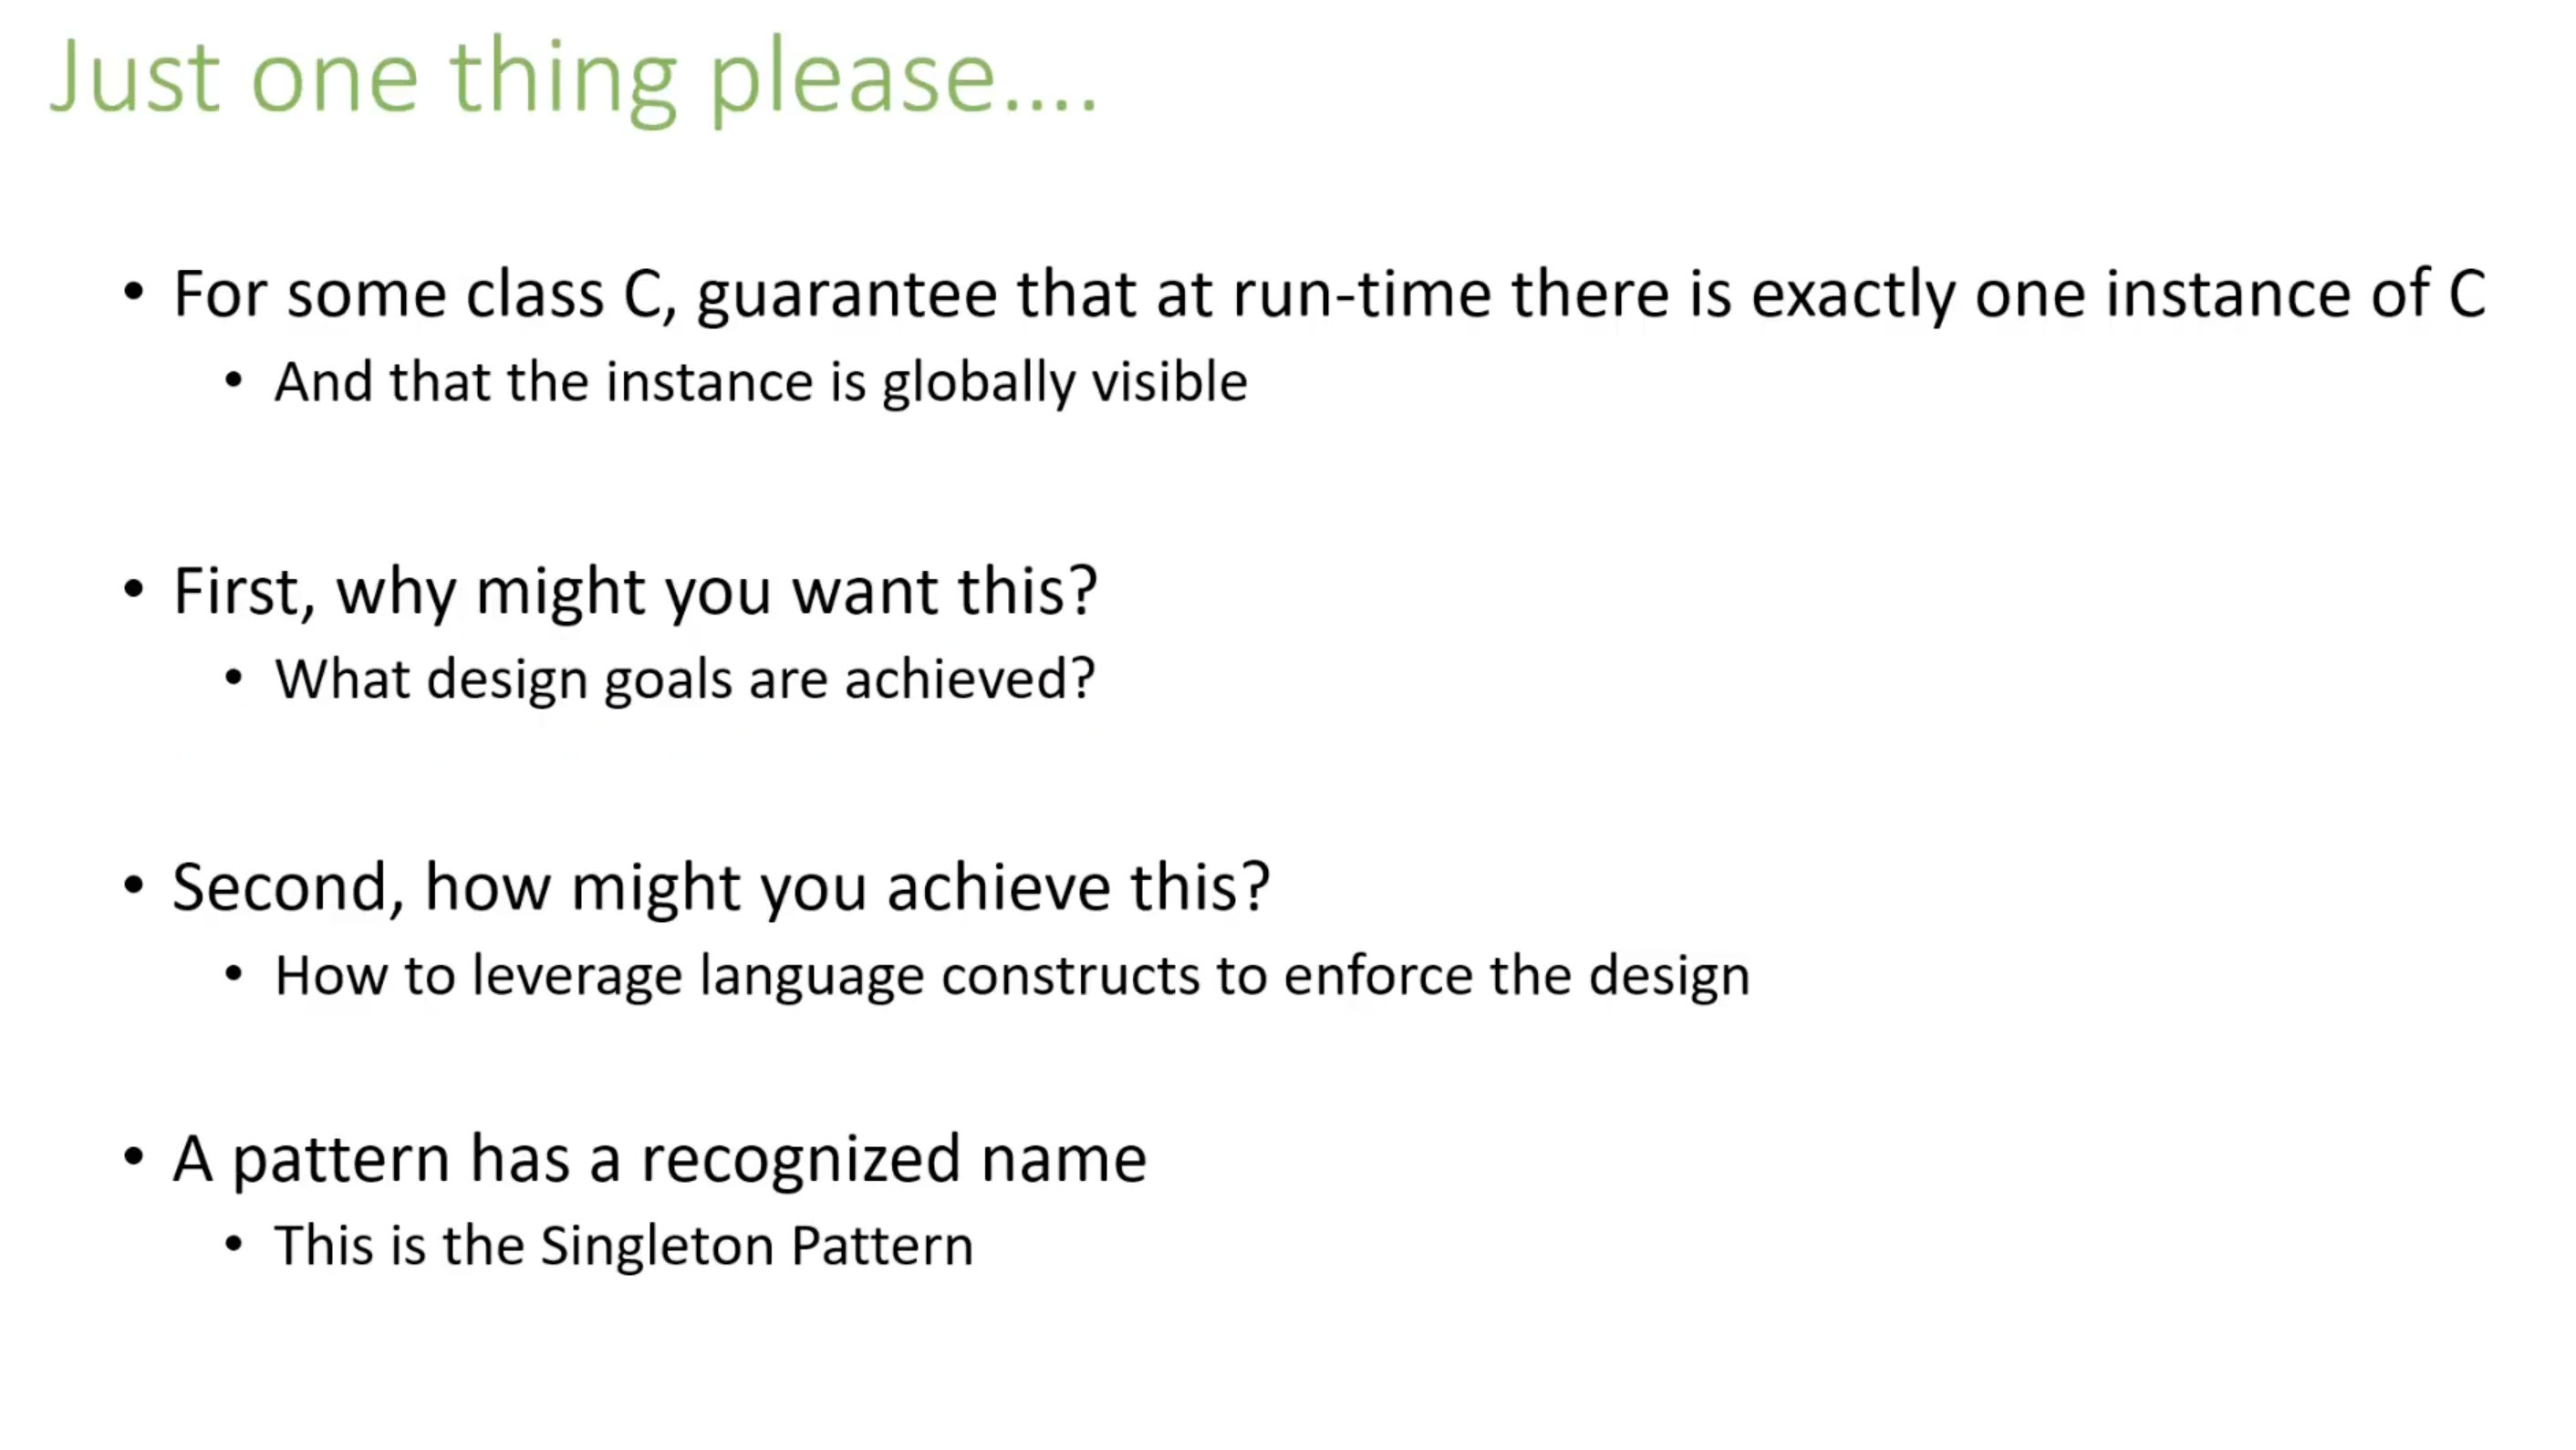 Just one thing please....
• For some class C, guarantee that at run-time there is exactly one instance of C
• And that the instance is globally visible
• First, why might you want this?
• What design goals are achieved?
• Second, how might you achieve this?
• How to leverage language constructs to enforce the design
• A pattern has a recognized name
• This is the Singleton Pattern